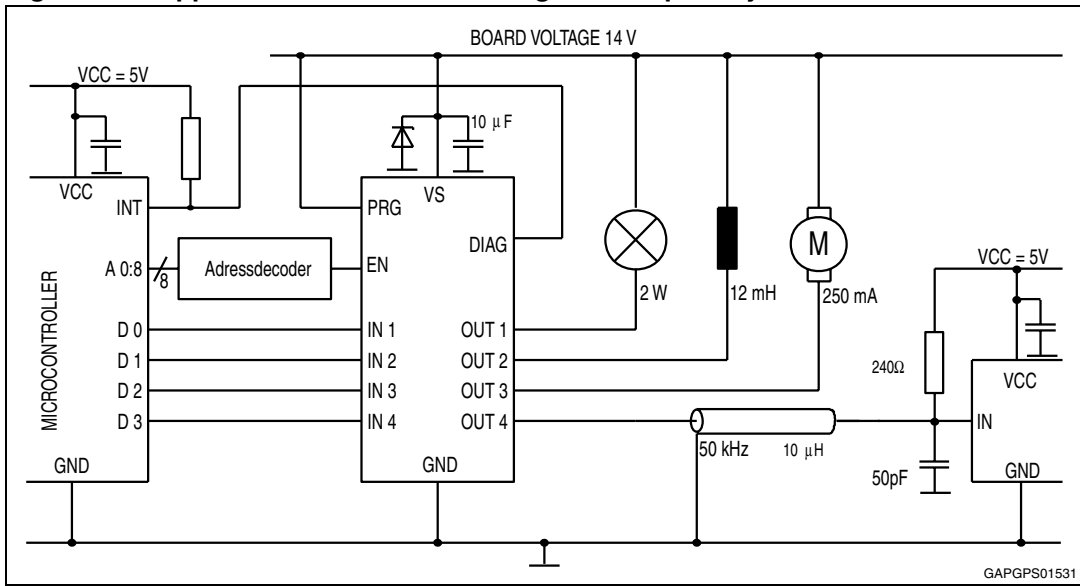 BOARD VOLTAGE 14 V
VCC = 5V
10 μF
VCC
INT
A 0:8
8
Adressdecoder
MICROCONTROLLER
D 0
D 1
D 2
D 3
GND
VS
PRG
DIAG
EN
IN 1
IN 2
IN 3
IN 4
OUT 1
OUT 2
OUT 3
OUT 4
GND
2 W
12 mH
M
250 mA
50 kHz
10 μH
VCC = 5V
240Ω
50pF
VCC
IN
GND
GAPGPS01531